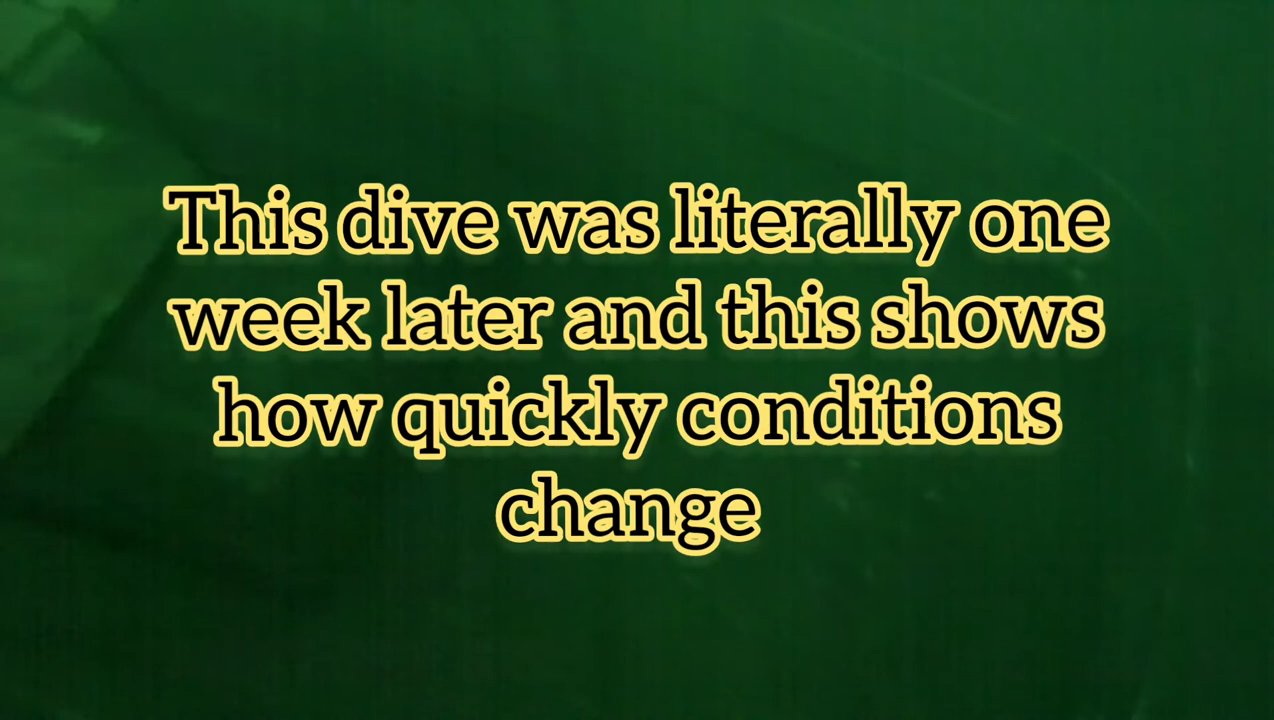 This dive was literally one
week later and this shows
how quickly conditions
change